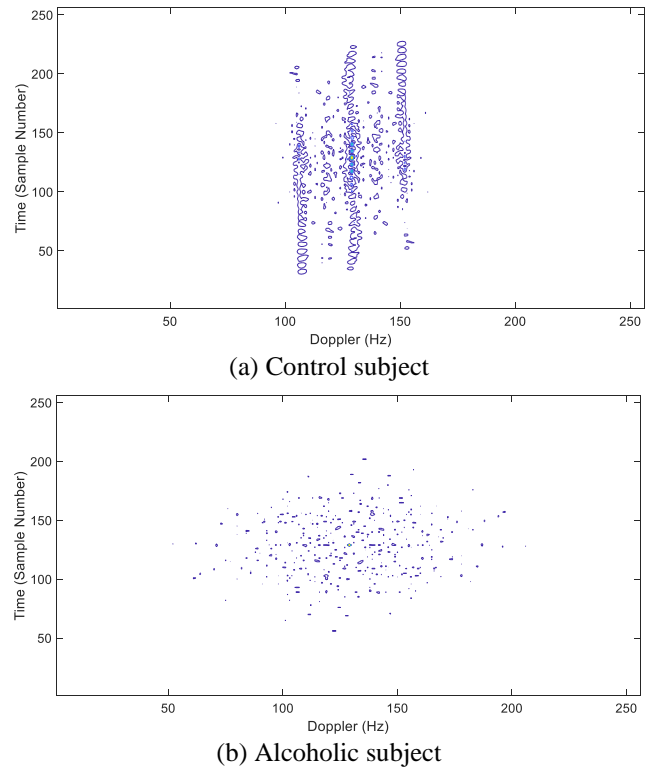 250
200
150
100
50
Time (Sample Number)
50 100 150 200 250
Doppler (Hz)
(a) Control subject
250
200
150
100
50
Time (Sample Number)
50 100 150 200 250
Doppler (Hz)
(b) Alcoholic subject